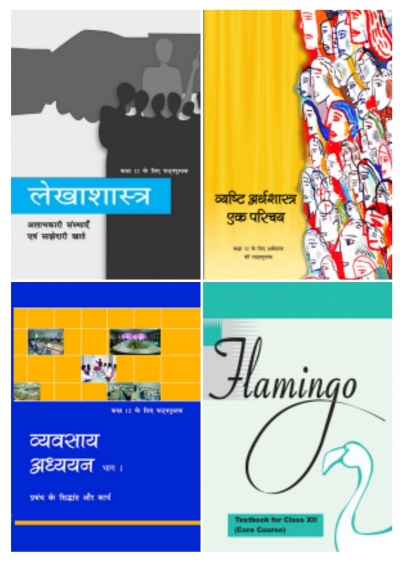 कक्षा 12 के लिए पाठ्यपुस्तक
लेखाशास्त्र
अलाभकारी संस्थाएँ
एवं साझेदारी खाते
व्यष्टि अर्थशास्त्र
एक परिचय
कक्षा 12 के लिए अर्थशास्त्र
की पाठ्यपुस्तक
कक्षा 12 के लिए पाठ्यपुस्तक
व्यवसाय
अध्ययन भाग 1
प्रबंध के सिद्धांत और कार्य
Flamingo
Textbook for Class XII
(Core Course)